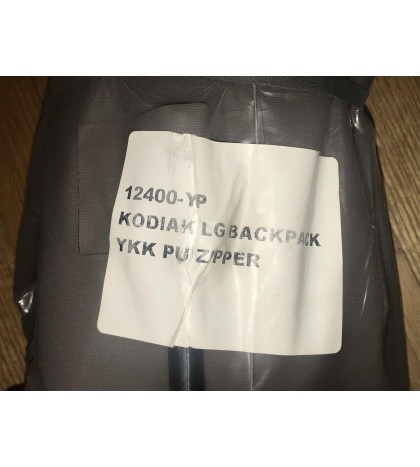 12400-YP
KODIAK LGBACKPACK
YKK PU ZIPPER